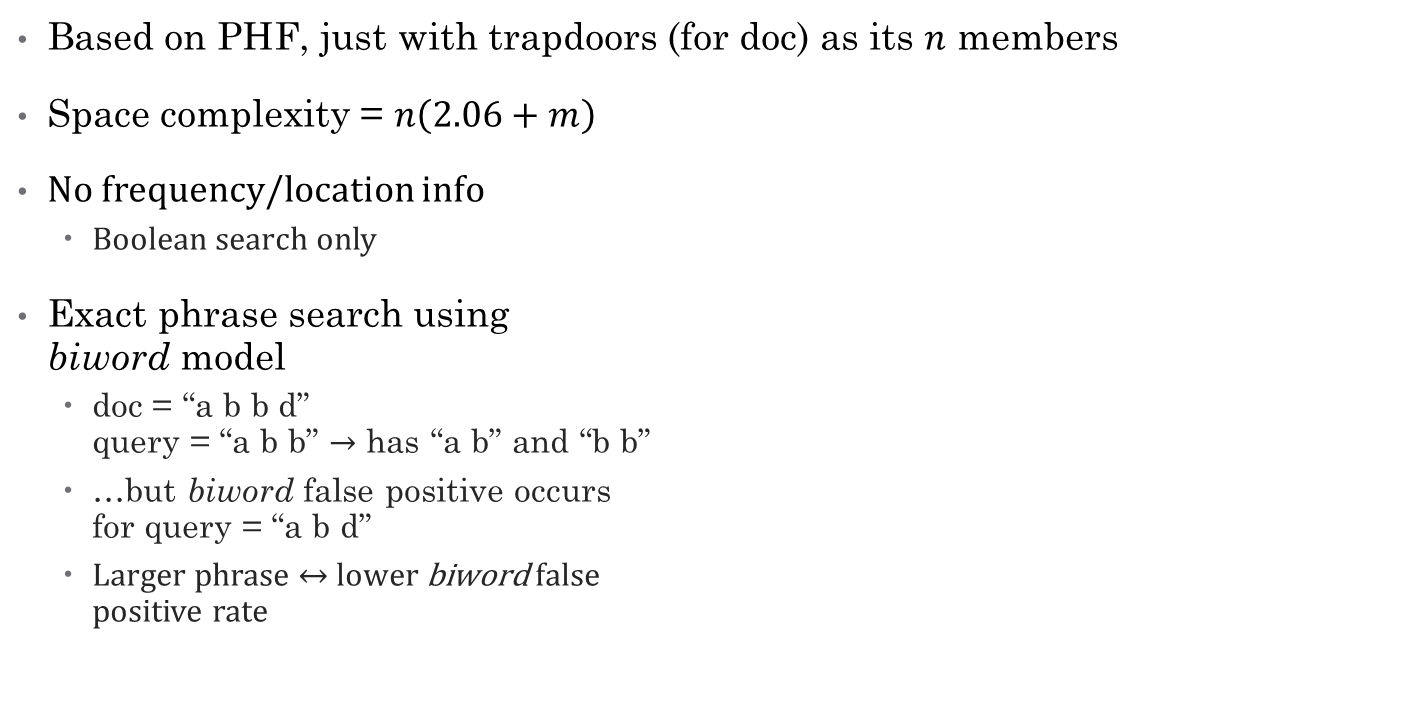 • Based on PHF, just with trapdoors (for doc) as its n members
• Space complexity = n(2.06 + m)
• No frequency/location info
• Boolean search only
• Exact phrase search using
biword model
• doc = “a b b d”
query = “a b b” → has “a b” and “b b”
• …but biword false positive occurs
for query = “a b d”
• Larger phrase ↔ lower biword false
positive rate